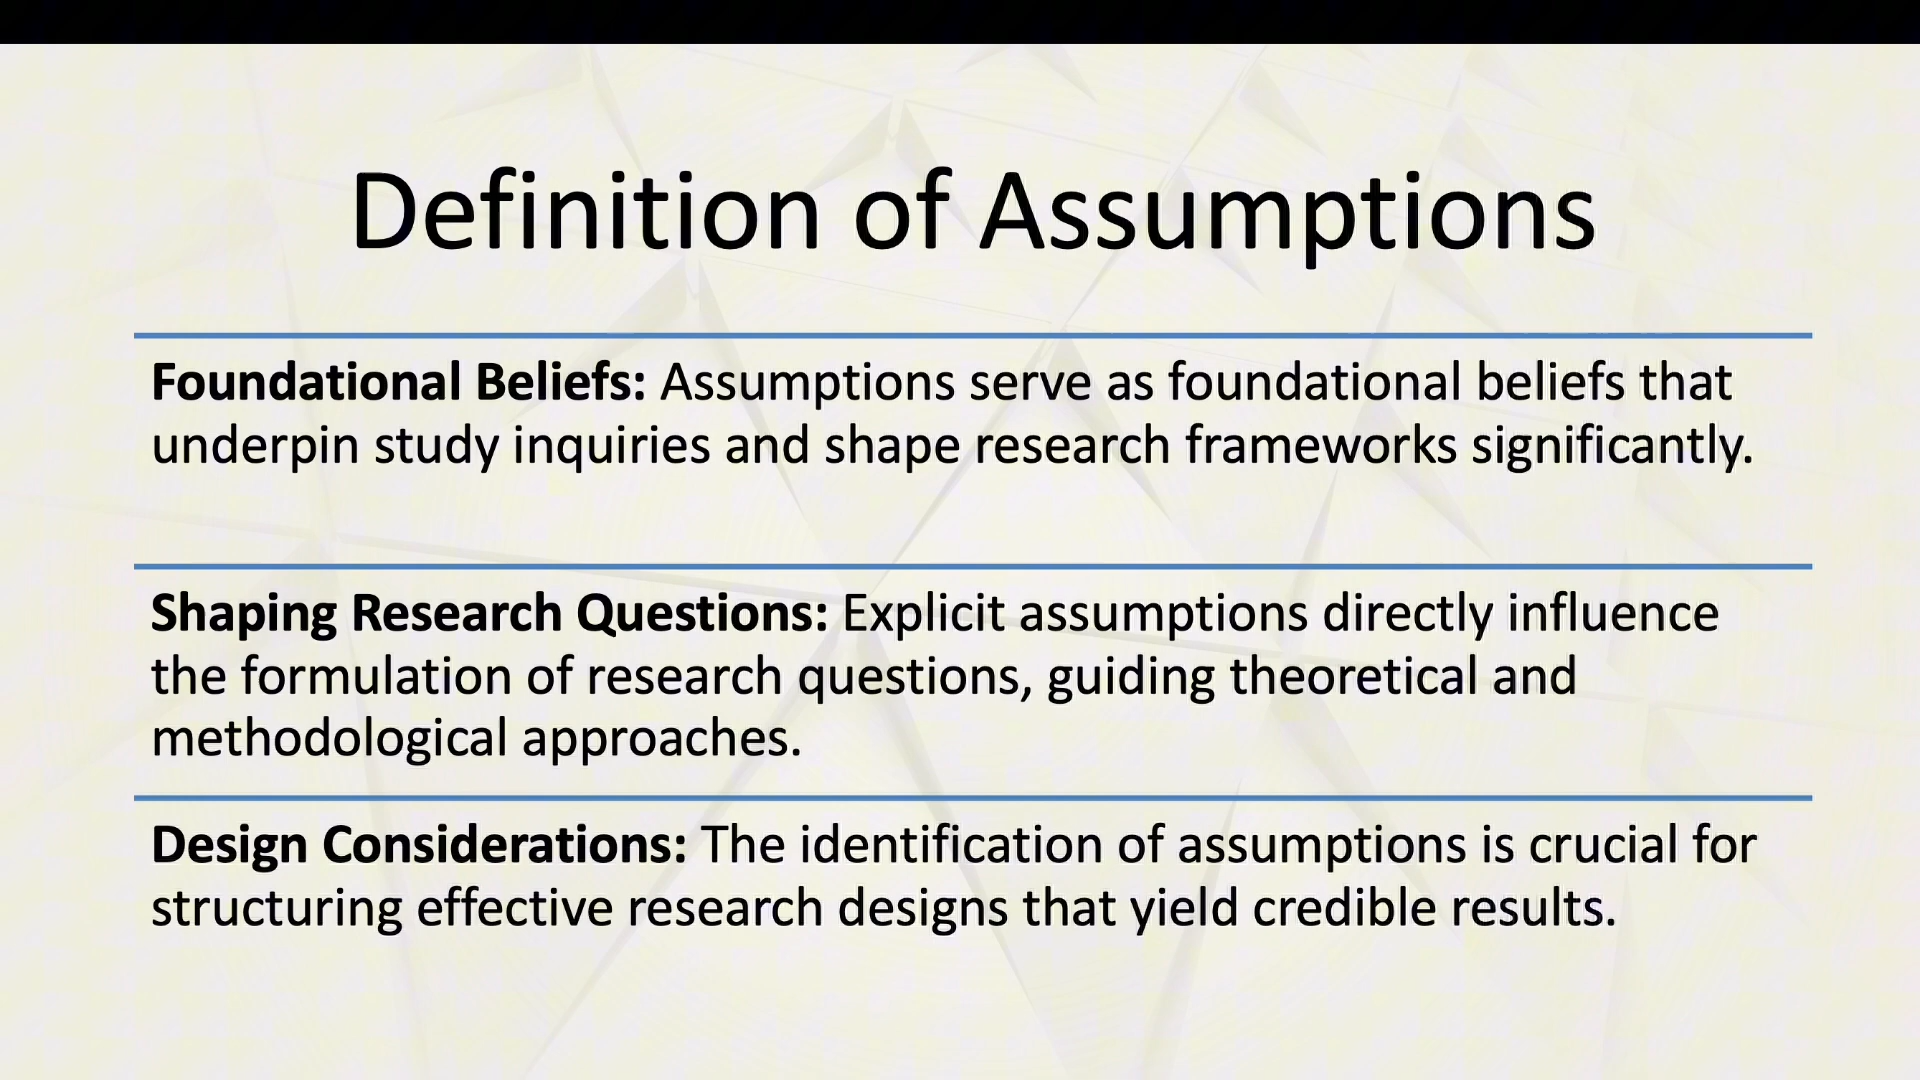 Definition of Assumptions
Foundational Beliefs: Assumptions serve as foundational beliefs that
underpin study inquiries and shape research frameworks significantly.
Shaping Research Questions: Explicit assumptions directly influence
the formulation of research questions, guiding theoretical and
methodological approaches.
Design Considerations: The identification of assumptions is crucial for
structuring effective research designs that yield credible results.